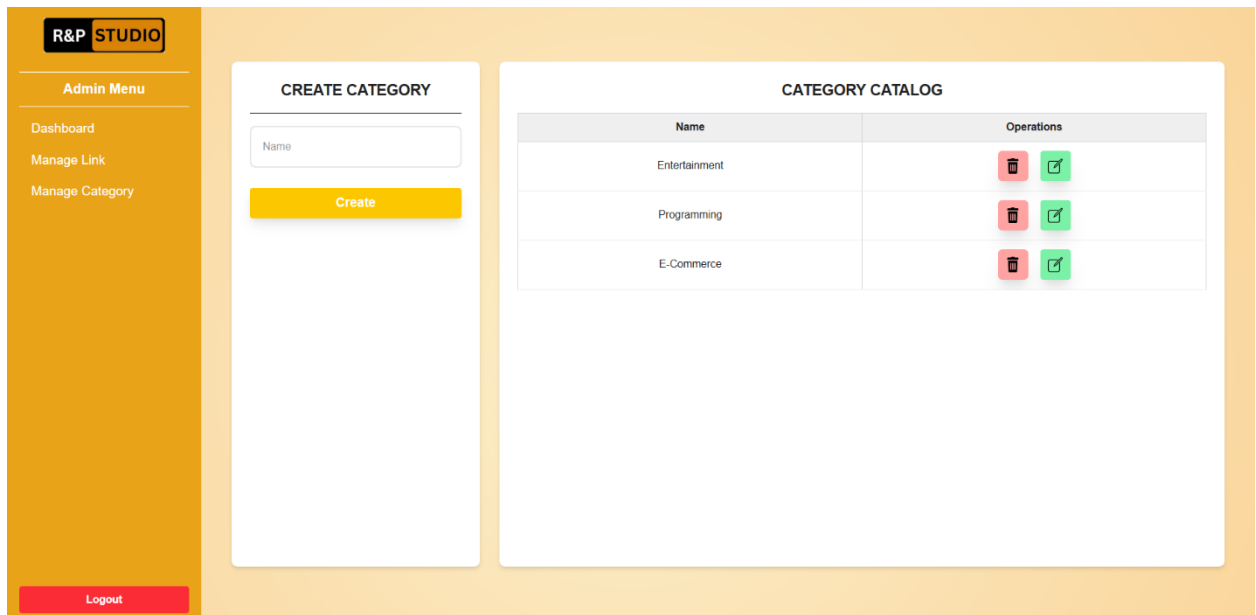 R&P STUDIO
Admin Menu
Dashboard
Manage Link
Manage Category
Logout
CREATE CATEGORY
Name
Create
CATEGORY CATALOG
Name Operations
Entertainment
Programming
E-Commerce